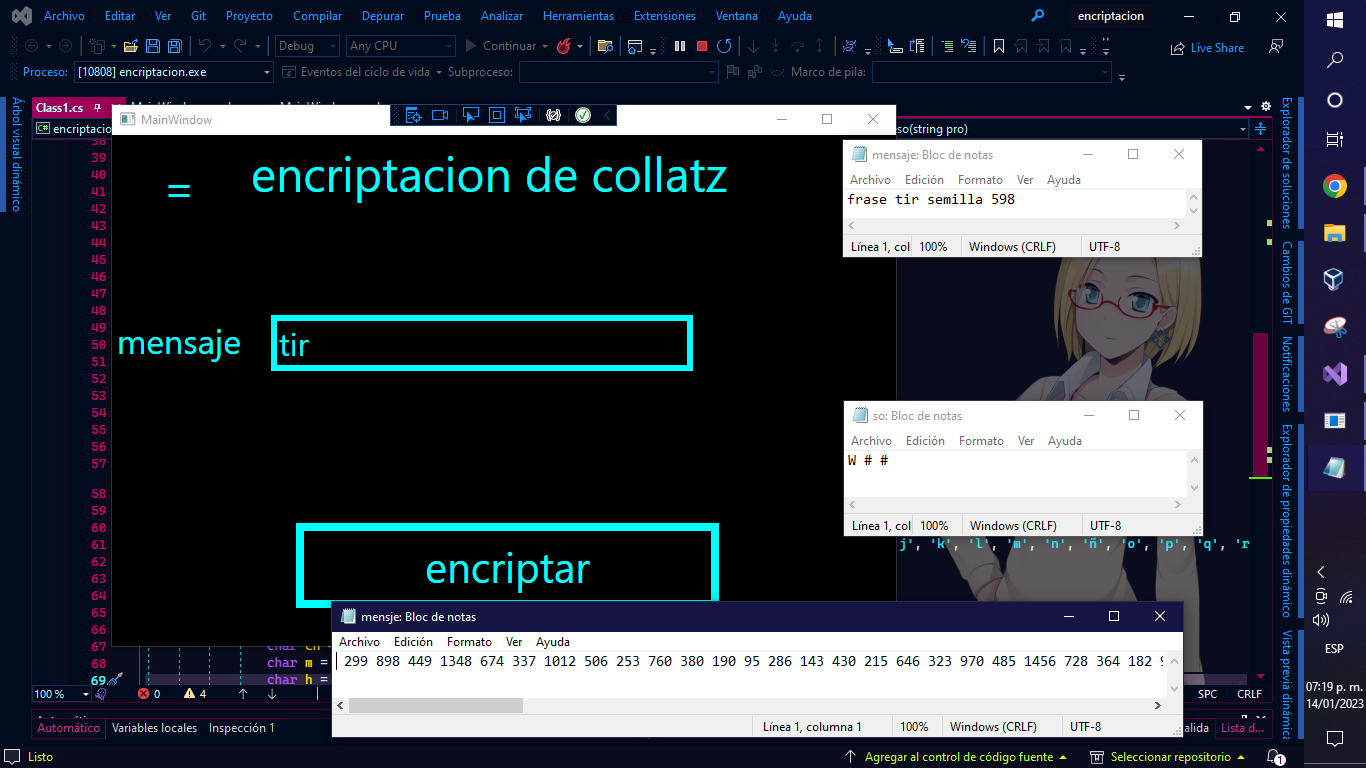 Archivo Editar Ver Git Proyecto Compilar Depurar Prueba Analizar Herramientas Extensiones Ventana Ayuda encriptacion
Debug Any CPU Continuar Live Share
Proceso: [10808] encriptacion.exe Eventos del ciclo de vida Subproceso: Marco de pila:
Class1.cs
MainWindow
encriptacio
so(string pro)
Árbol visual dinámico
Explorador de soluciones
Cambios de GIT
Notificaciones
Explorador de propiedades dinámico
Vista previa dinámica
38
39
40
41
42
43
44
45
46
47
48
49
50
51
52
53
54
55
56
57
58
59
60
61
62
63
64
65
66
67
68
69
= encriptacion de collatz
mensaje tir
encriptar
mensaje: Bloc de notas
Archivo Edición Formato Ver Ayuda
frase tir semilla 598
Línea 1, col 100% Windows (CRLF) UTF-8
so: Bloc de notas
Archivo Edición Formato Ver Ayuda
W # #
Línea 1, col 100% Windows (CRLF) UTF-8
j', 'k', 'l', 'm', 'n', 'ñ', 'o', 'p', 'q', 'r
mensje: Bloc de notas
Archivo Edición Formato Ver Ayuda
299 898 449 1348 674 337 1012 506 253 760 380 190 95 286 143 430 215 646 323 970 485 1456 728 364 182 9
Línea 1, columna 1 100% Windows (CRLF) UTF-8
char m =
char h =
100 % 0 4 SPC CRLF
Automático Variables locales Inspección 1 alida Lista d...
Listo Agregar al control de código fuente Seleccionar repositorio 1
ESP
07:19 p. m.
14/01/2023